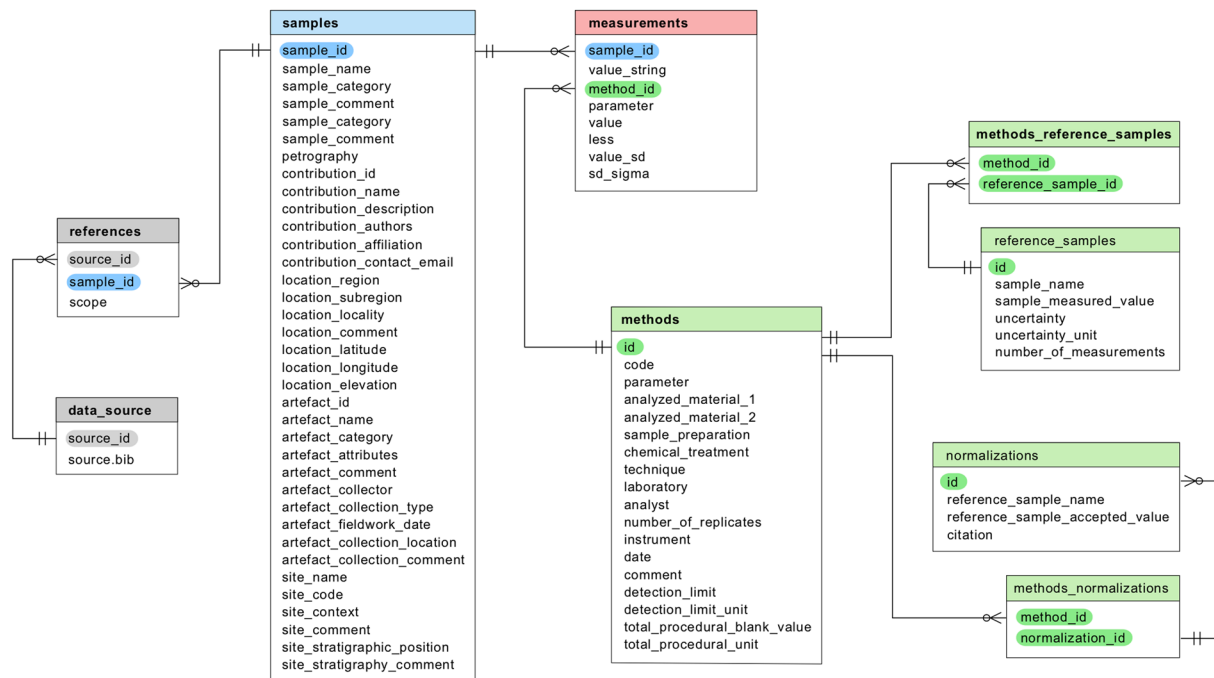 samples
sample_id
sample_name
sample_category
sample_comment
sample_category
sample_comment
petrography
contribution_id
contribution_name
contribution_description
contribution_authors
contribution_affiliation
contribution_contact_email
location_region
location_subregion
location_locality
location_comment
location_latitude
location_longitude
location_elevation
artefact_id
artefact_name
artefact_category
artefact_attributes
artefact_comment
artefact_collector
artefact_collection_type
artefact_fieldwork_date
artefact_collection_location
artefact_collection_comment
site_name
site_code
site_context
site_comment
site_stratigraphic_position
site_stratigraphy_comment
measurements
sample_id
value_string
method_id
parameter
value
less
value_sd
sd_sigma
references
source_id
sample_id
scope
data_source
source_id
source.bib
methods
id
code
parameter
analyzed_material_1
analyzed_material_2
sample_preparation
chemical_treatment
technique
laboratory
analyst
number_of_replicates
instrument
date
comment
detection_limit
detection_limit_unit
total_procedural_blank_value
total_procedural_unit
methods_reference_samples
method_id
reference_sample_id
reference_samples
id
sample_name
sample_measured_value
uncertainty
uncertainty_unit
number_of_measurements
normalizations
id
reference_sample_name
reference_sample_accepted_value
citation
methods_normalizations
method_id
normalization_id